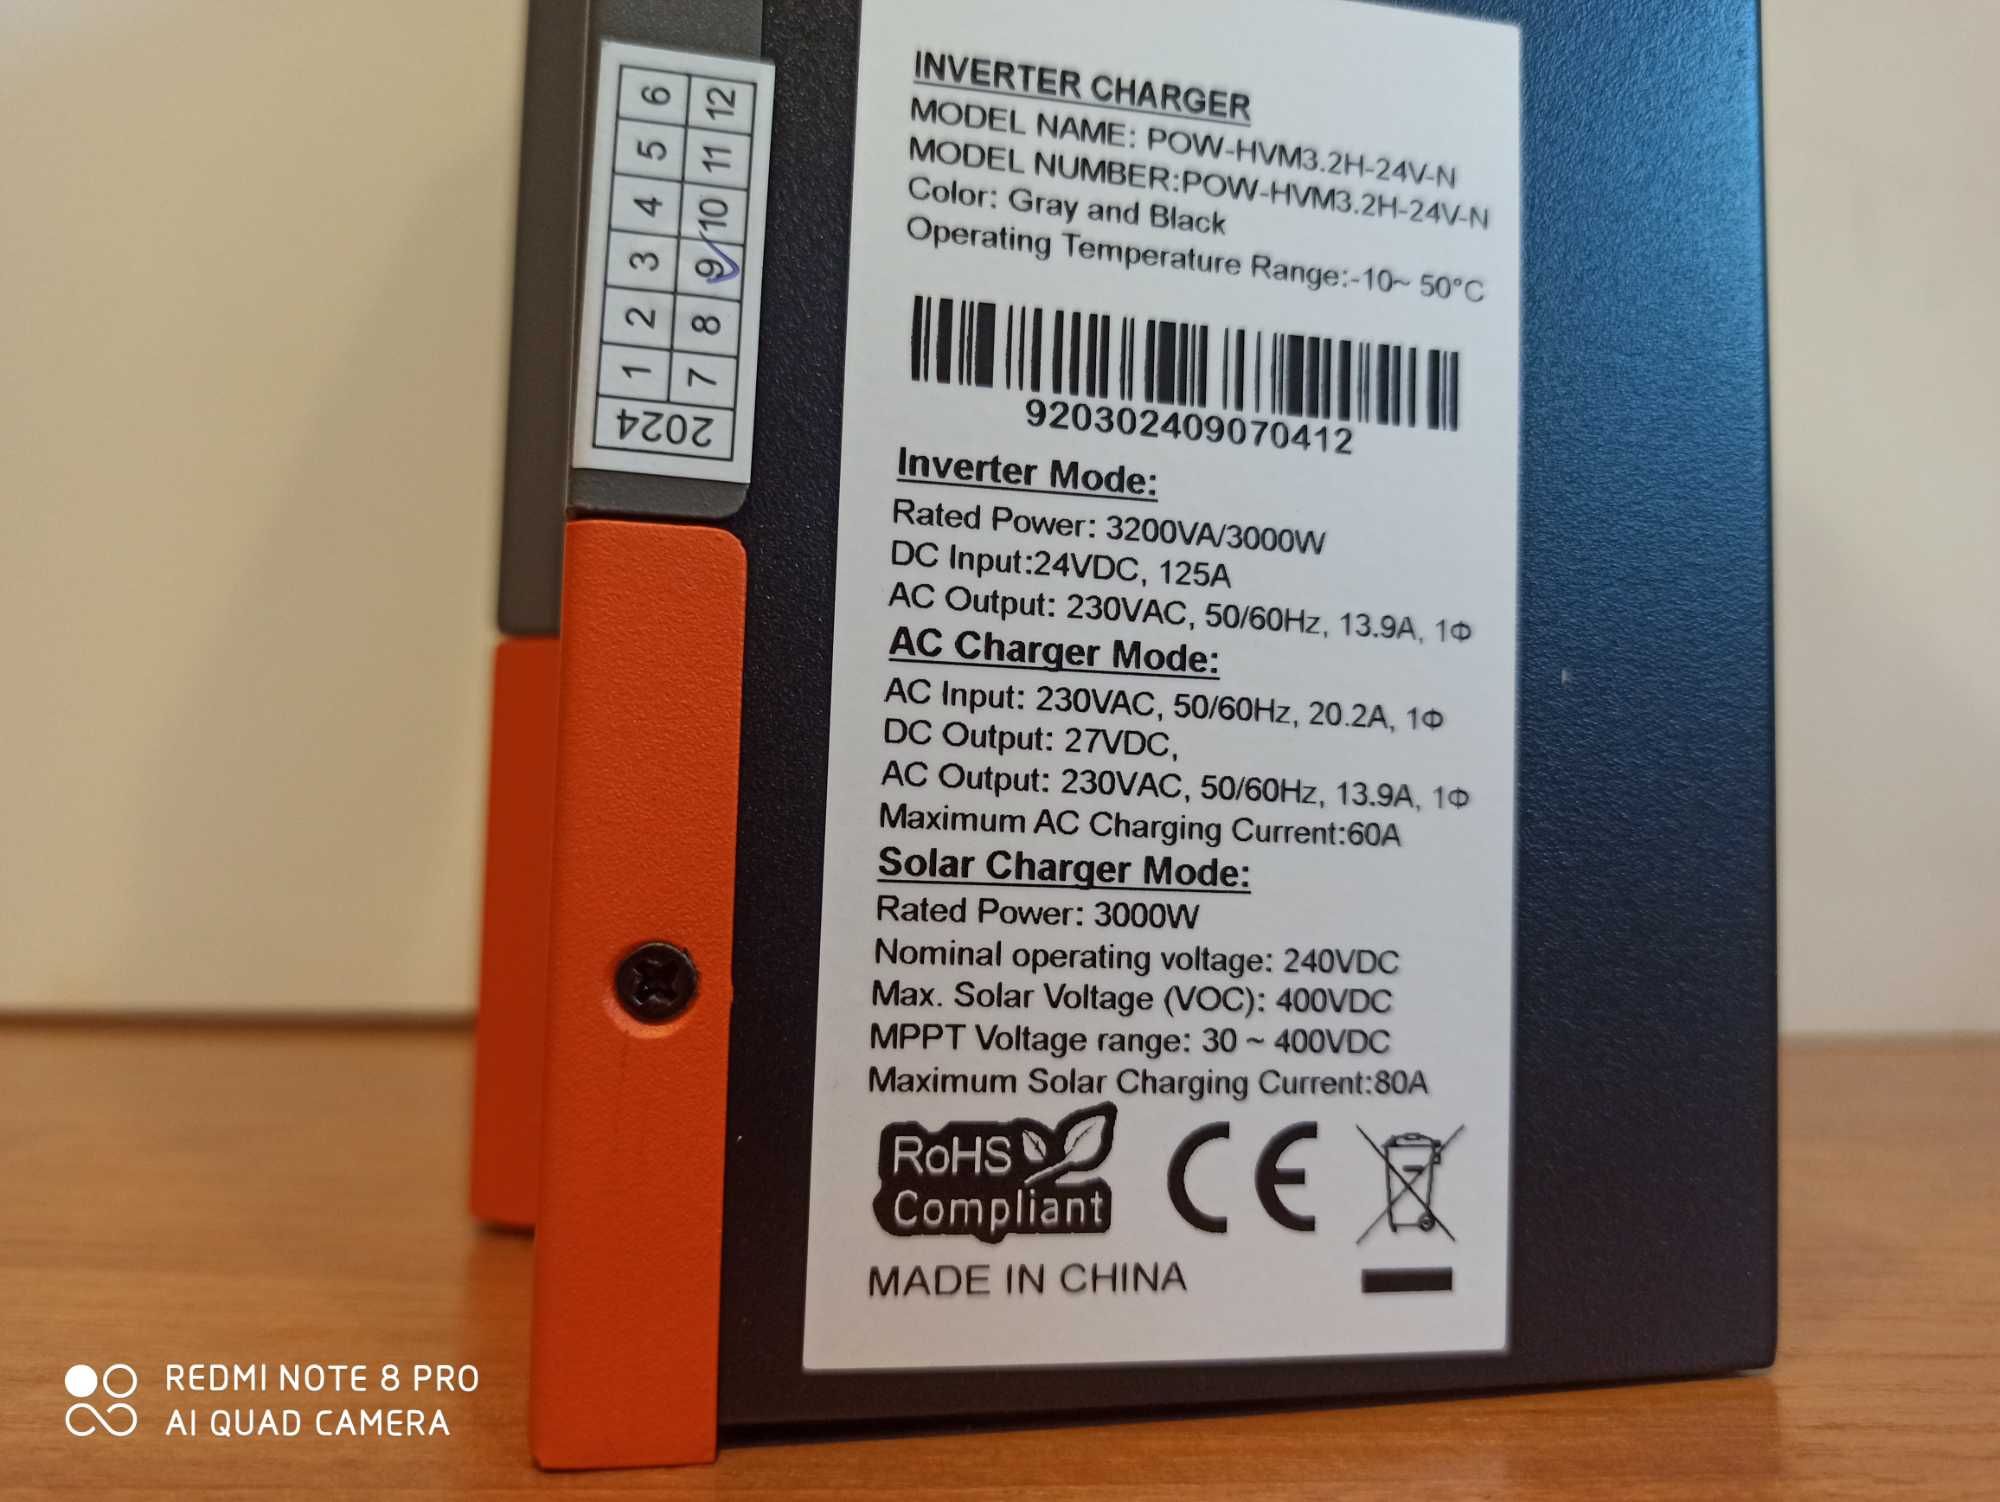 6 12
5 11
4 10
3 9
2 8
1 7
2024
INVERTER CHARGER
MODEL NAME: POW-HVM3.2H-24V-N
MODEL NUMBER:POW-HVM3.2H-24V-N
Color: Gray and Black
Operating Temperature Range:-10~ 50°C
920302409070412
Inverter Mode:
Rated Power: 3200VA/3000W
DC Input:24VDC, 125A
AC Output: 230VAC, 50/60Hz, 13.9A, 1Φ
AC Charger Mode:
AC Input: 230VAC, 50/60Hz, 20.2A, 1Φ
DC Output: 27VDC,
AC Output: 230VAC, 50/60Hz, 13.9A, 1Φ
Maximum AC Charging Current:60A
Solar Charger Mode:
Rated Power: 3000W
Nominal operating voltage: 240VDC
Max. Solar Voltage (VOC): 400VDC
MPPT Voltage range: 30 ~ 400VDC
Maximum Solar Charging Current:80A
RoHS
Compliant
CE
MADE IN CHINA
REDMI NOTE 8 PRO
AI QUAD CAMERA